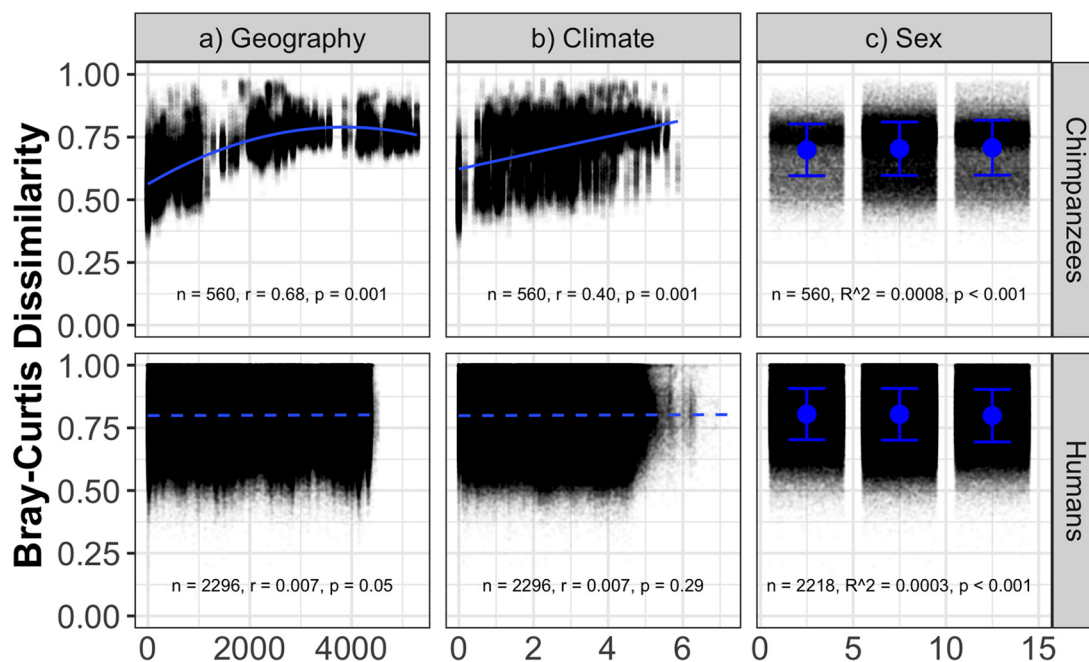 a) Geography
b) Climate
c) Sex
Bray-Curtis Dissimilarity
1.00
0.75
0.50
0.25
0.00
n = 560, r = 0.68, p = 0.001
n = 560, r = 0.40, p = 0.001
n = 560, R^2 = 0.0008, p < 0.001
Chimpanzees
1.00
0.75
0.50
0.25
0.00
n = 2296, r = 0.007, p = 0.05
n = 2296, r = 0.007, p = 0.29
n = 2218, R^2 = 0.0003, p < 0.001
Humans
0 2000 4000
0 2 4 6
0 5 10 15